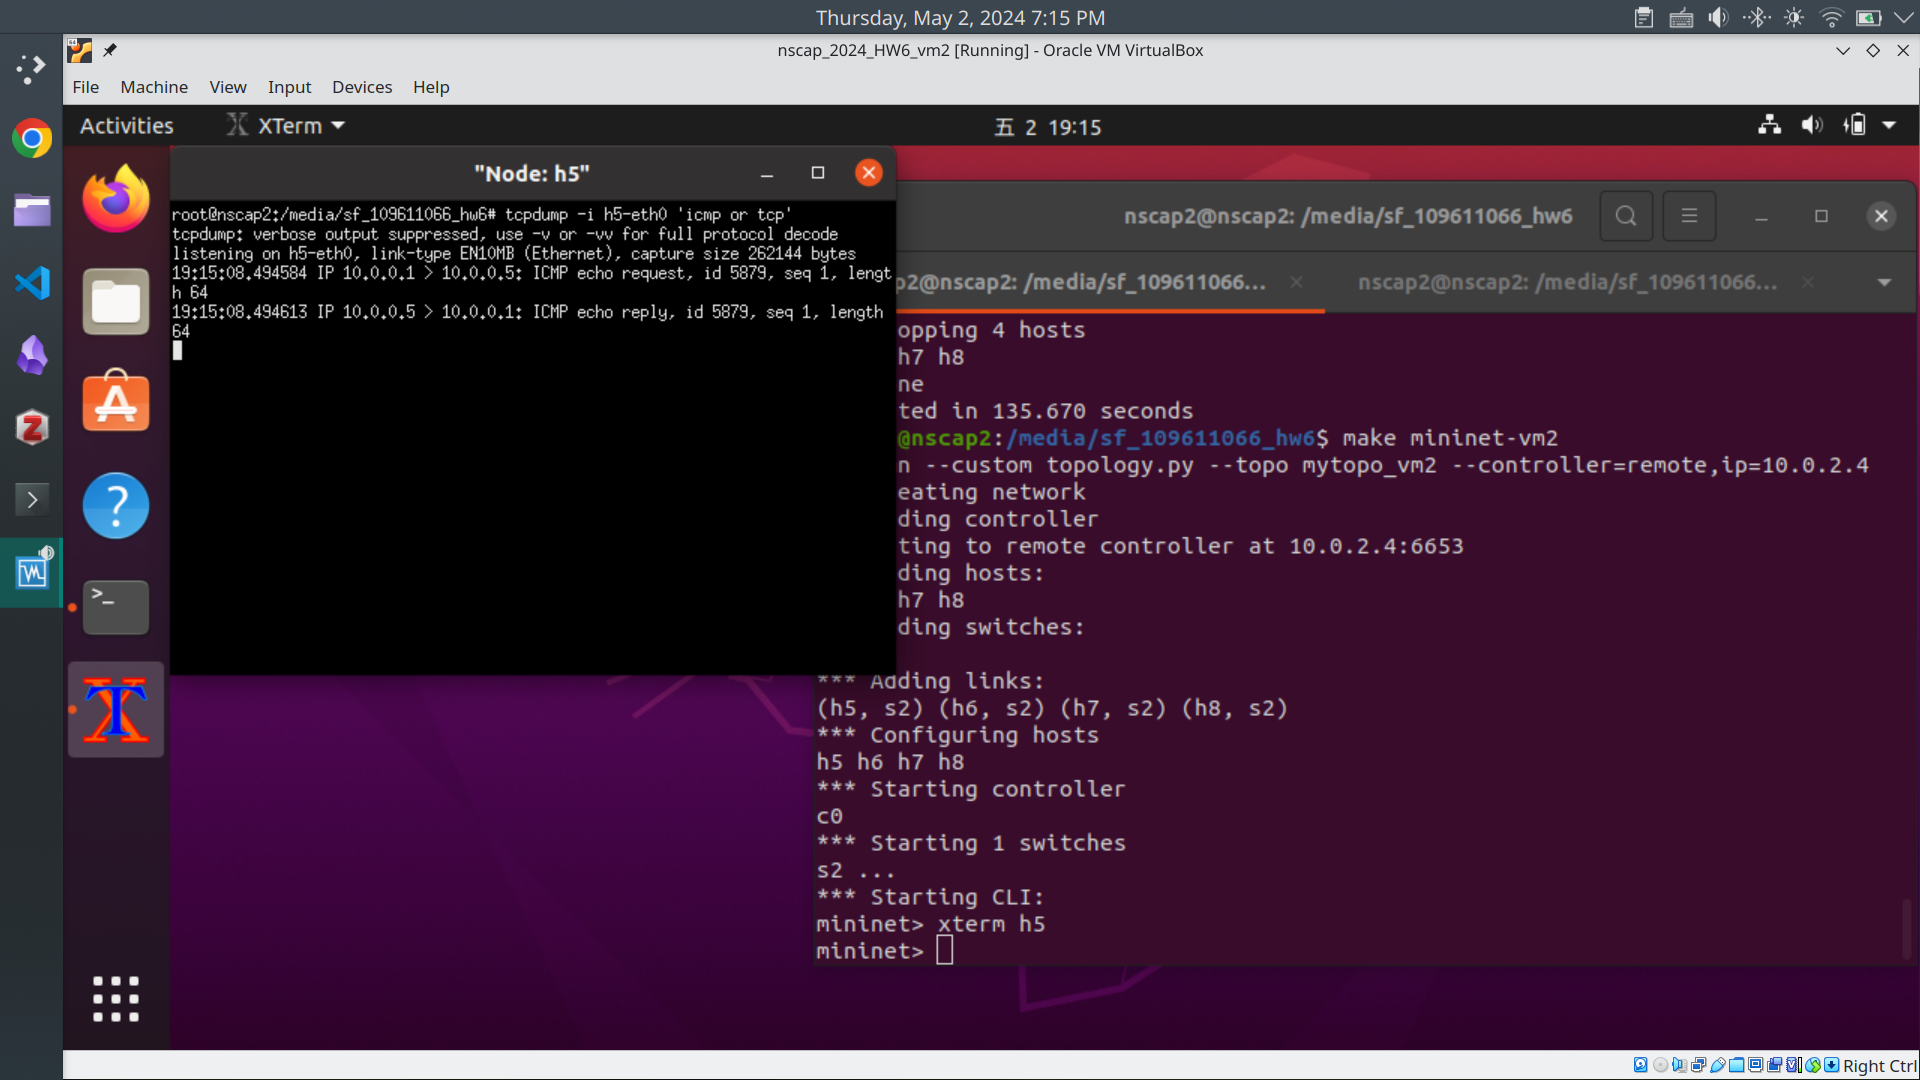 Thursday, May 2, 2024 7:15 PM
nscap_2024_HW6_vm2 [Running] - Oracle VM VirtualBox
File Machine View Input Devices Help
Activities XTerm 五 2 19:15
"Node: h5"
root@nscap2:/media/sf_109611066_hw6# tcpdump -i h5-eth0 'icmp or tcp'
tcpdump: verbose output suppressed, use -v or -vv for full protocol decode
listening on h5-eth0, link-type EN10MB (Ethernet), capture size 262144 bytes
19:15:08.494584 IP 10.0.0.1 > 10.0.0.5: ICMP echo request, id 5879, seq 1, lengt
h 64
19:15:08.494613 IP 10.0.0.5 > 10.0.0.1: ICMP echo reply, id 5879, seq 1, length
64
nscap2@nscap2: /media/sf_109611066_hw6
p2@nscap2: /media/sf_109611066...
nscap2@nscap2: /media/sf_109611066...
opping 4 hosts
h7 h8
ne
ted in 135.670 seconds
@nscap2:/media/sf_109611066_hw6$ make mininet-vm2
n --custom topology.py --topo mytopo_vm2 --controller=remote,ip=10.0.2.4
eating network
ding controller
ting to remote controller at 10.0.2.4:6653
ding hosts:
h7 h8
ding switches:
*** Adding links:
(h5, s2) (h6, s2) (h7, s2) (h8, s2)
*** Configuring hosts
h5 h6 h7 h8
*** Starting controller
c0
*** Starting 1 switches
s2 ...
*** Starting CLI:
mininet> xterm h5
mininet>
Right Ctrl